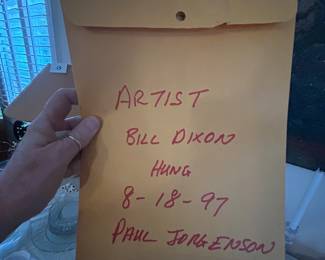 ARTIST
BILL DIXON
HUNG
8-18-97
PAUL JORGENSON